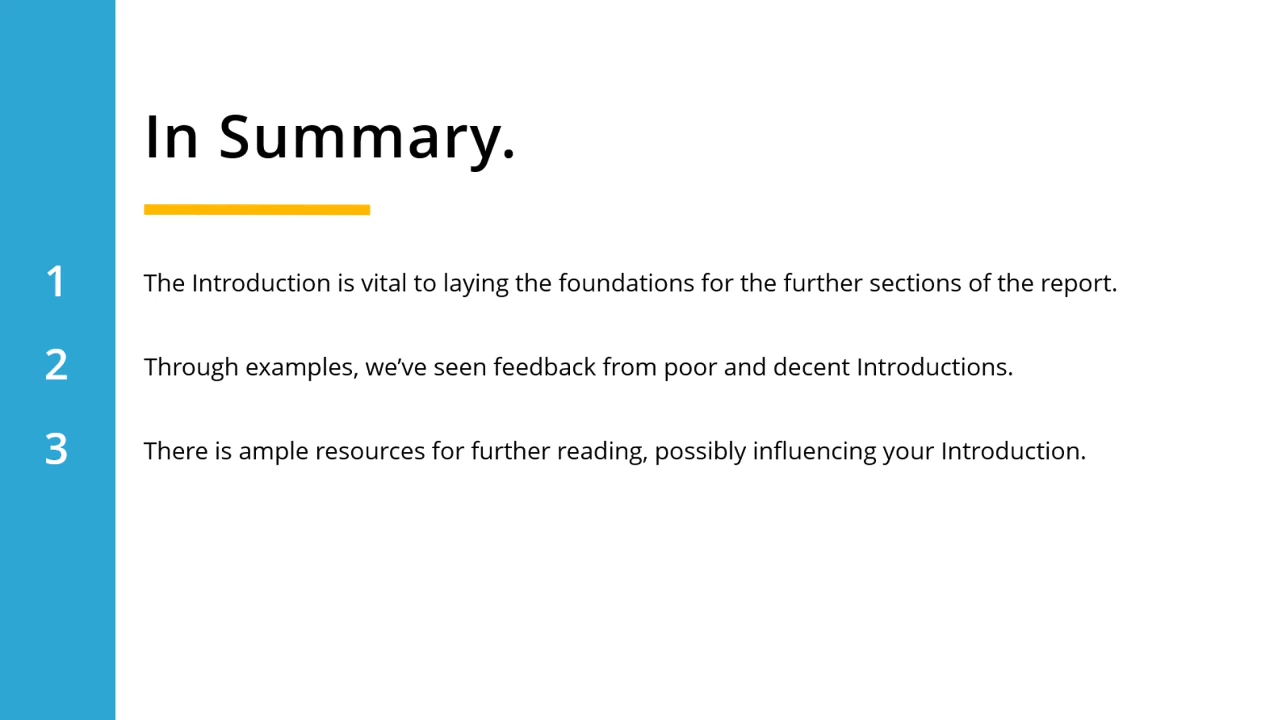 In Summary.
1 The Introduction is vital to laying the foundations for the further sections of the report.
2 Through examples, we’ve seen feedback from poor and decent Introductions.
3 There is ample resources for further reading, possibly influencing your Introduction.